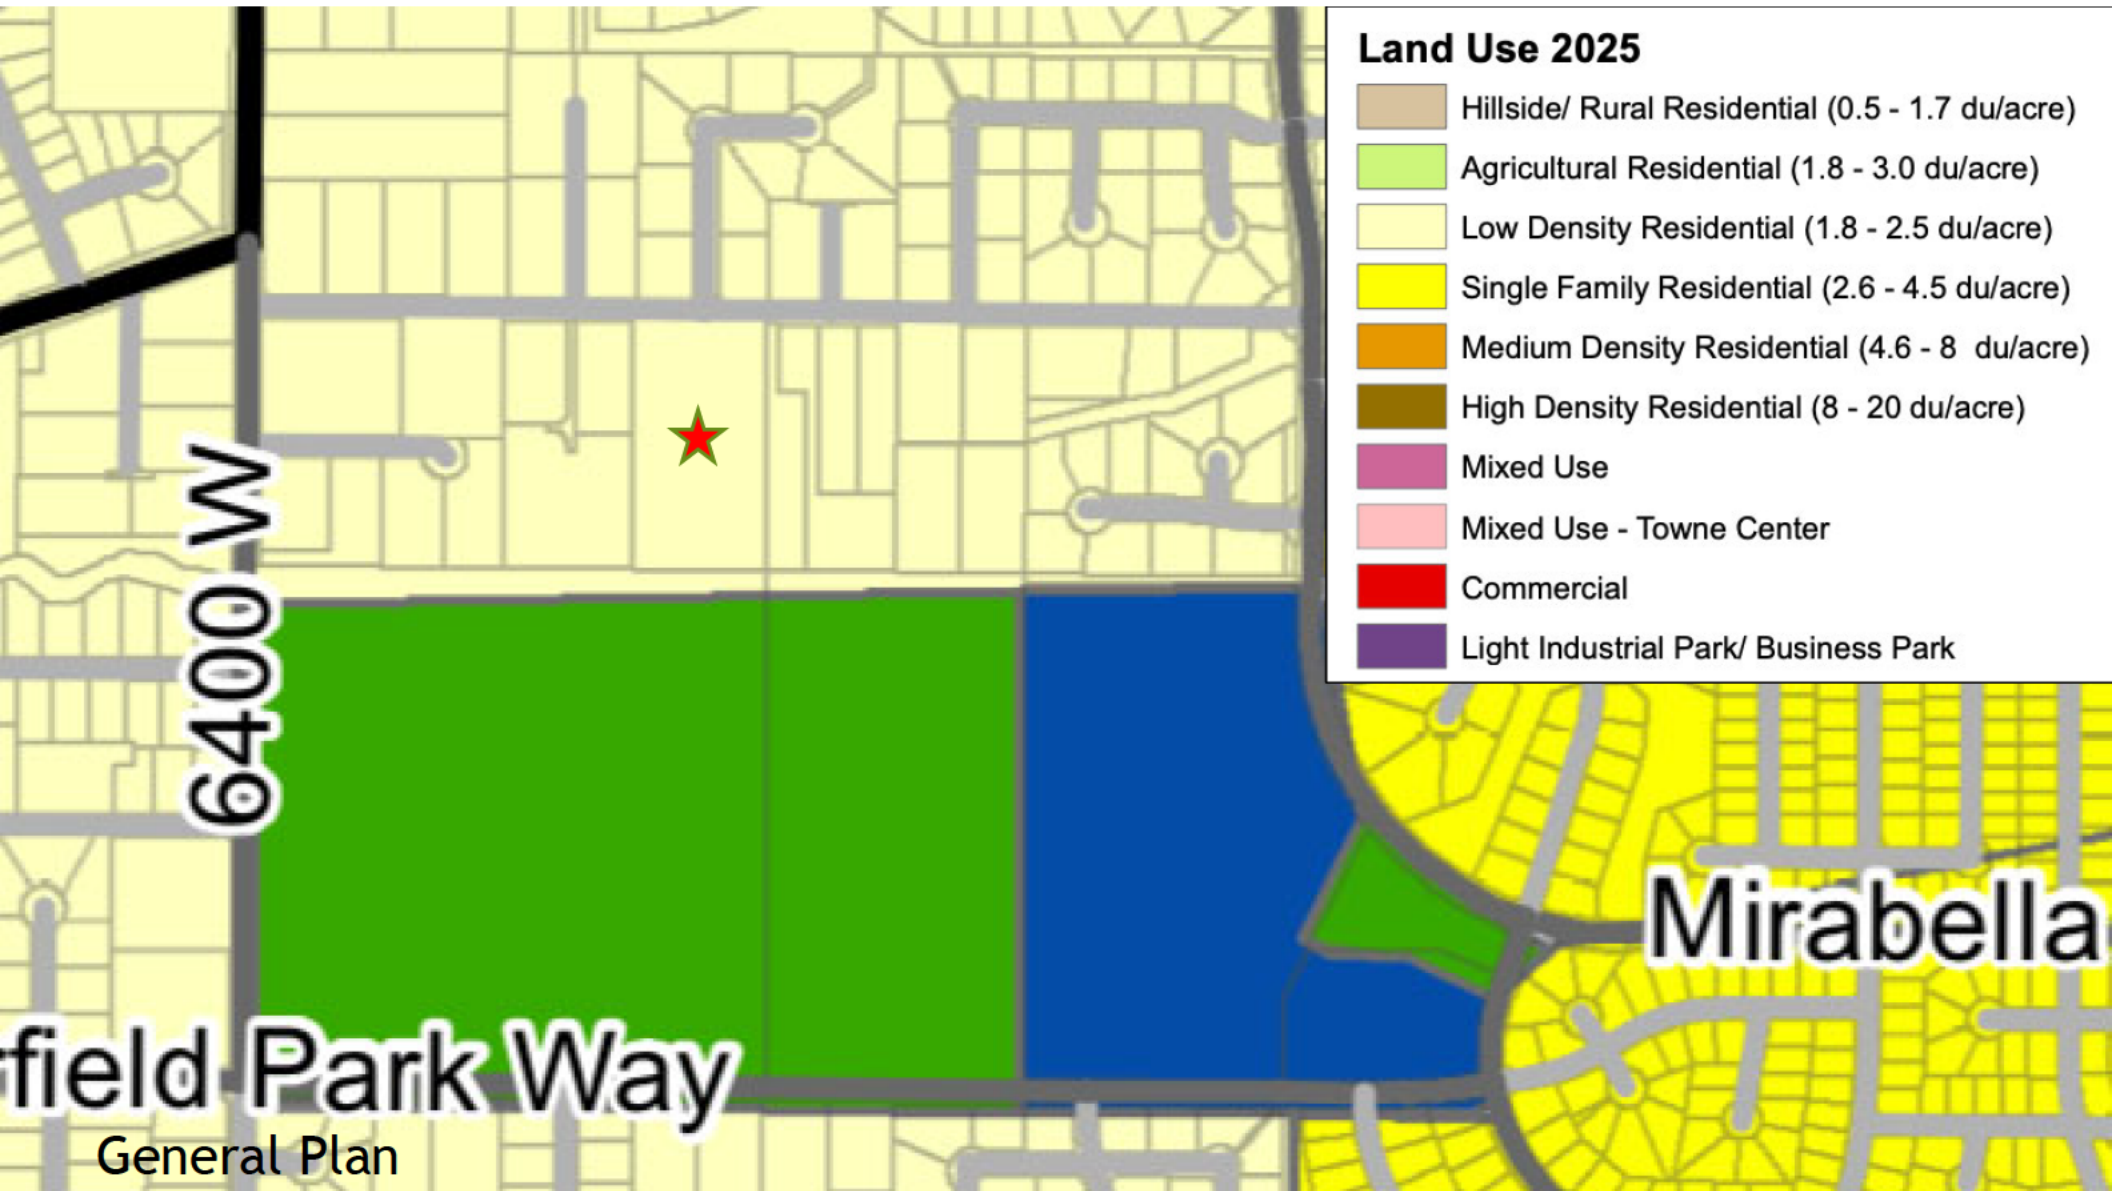 Land Use 2025
Hillside/ Rural Residential (0.5 - 1.7 du/acre)
Agricultural Residential (1.8 - 3.0 du/acre)
Low Density Residential (1.8 - 2.5 du/acre)
Single Family Residential (2.6 - 4.5 du/acre)
Medium Density Residential (4.6 - 8 du/acre)
High Density Residential (8 - 20 du/acre)
Mixed Use
Mixed Use - Towne Center
Commercial
Light Industrial Park/ Business Park
6400 W
Mirabella
rfield Park Way
General Plan